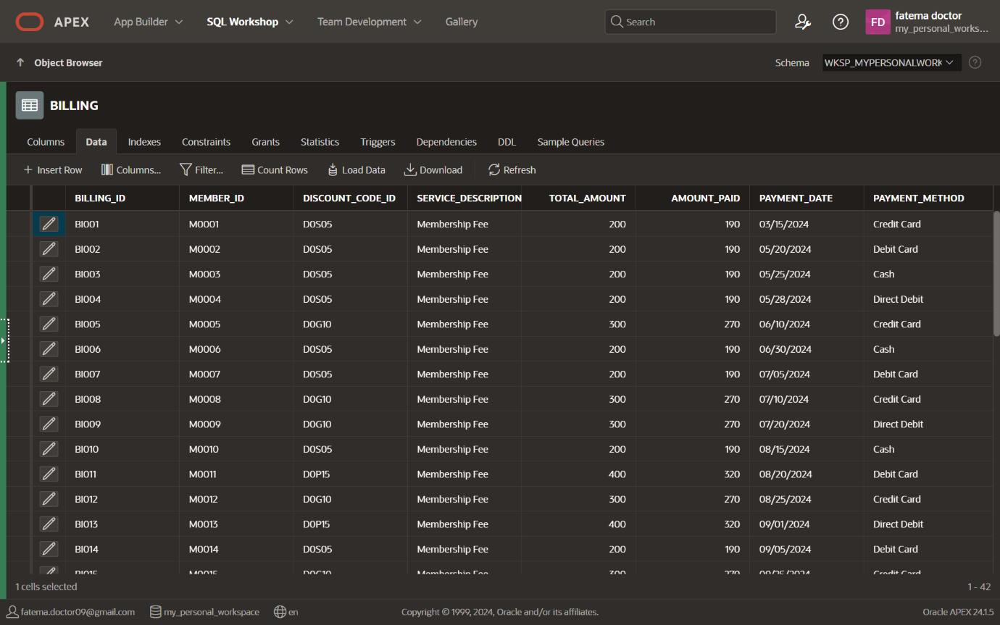 APEX App Builder SQL Workshop Team Development Gallery Search FD fatema doctor
my_personal_works...
Object Browser Schema WKSP_MYPERSONALWORK
BILLING
Columns Data Indexes Constraints Grants Statistics Triggers Dependencies DDL Sample Queries
Insert Row Columns... Filter... Count Rows Load Data Download Refresh
BILLING_ID MEMBER_ID DISCOUNT_CODE_ID SERVICE_DESCRIPTION TOTAL_AMOUNT AMOUNT_PAID PAYMENT_DATE PAYMENT_METHOD
BI001 M0001 D0S05 Membership Fee 200 190 03/15/2024 Credit Card
BI002 M0002 D0S05 Membership Fee 200 190 05/20/2024 Debit Card
BI003 M0003 D0S05 Membership Fee 200 190 05/25/2024 Cash
BI004 M0004 D0S05 Membership Fee 200 190 05/28/2024 Direct Debit
BI005 M0005 D0G10 Membership Fee 300 270 06/10/2024 Credit Card
BI006 M0006 D0S05 Membership Fee 200 190 06/30/2024 Cash
BI007 M0007 D0S05 Membership Fee 200 190 07/05/2024 Debit Card
BI008 M0008 D0G10 Membership Fee 300 270 07/10/2024 Credit Card
BI009 M0009 D0G10 Membership Fee 300 270 07/20/2024 Direct Debit
BI010 M0010 D0S05 Membership Fee 200 190 08/15/2024 Cash
BI011 M0011 D0P15 Membership Fee 400 320 08/20/2024 Debit Card
BI012 M0012 D0G10 Membership Fee 300 270 08/25/2024 Credit Card
BI013 M0013 D0P15 Membership Fee 400 320 09/01/2024 Direct Debit
BI014 M0014 D0S05 Membership Fee 200 190 09/05/2024 Debit Card
BI015 M0015 D0G10 Membership Fee 300 270 09/25/2024 Credit Card
1 cells selected 1 - 42
fatema.doctor09@gmail.com my_personal_workspace en Copyright © 1999, 2024, Oracle and/or its affiliates. Oracle APEX 24.1.5